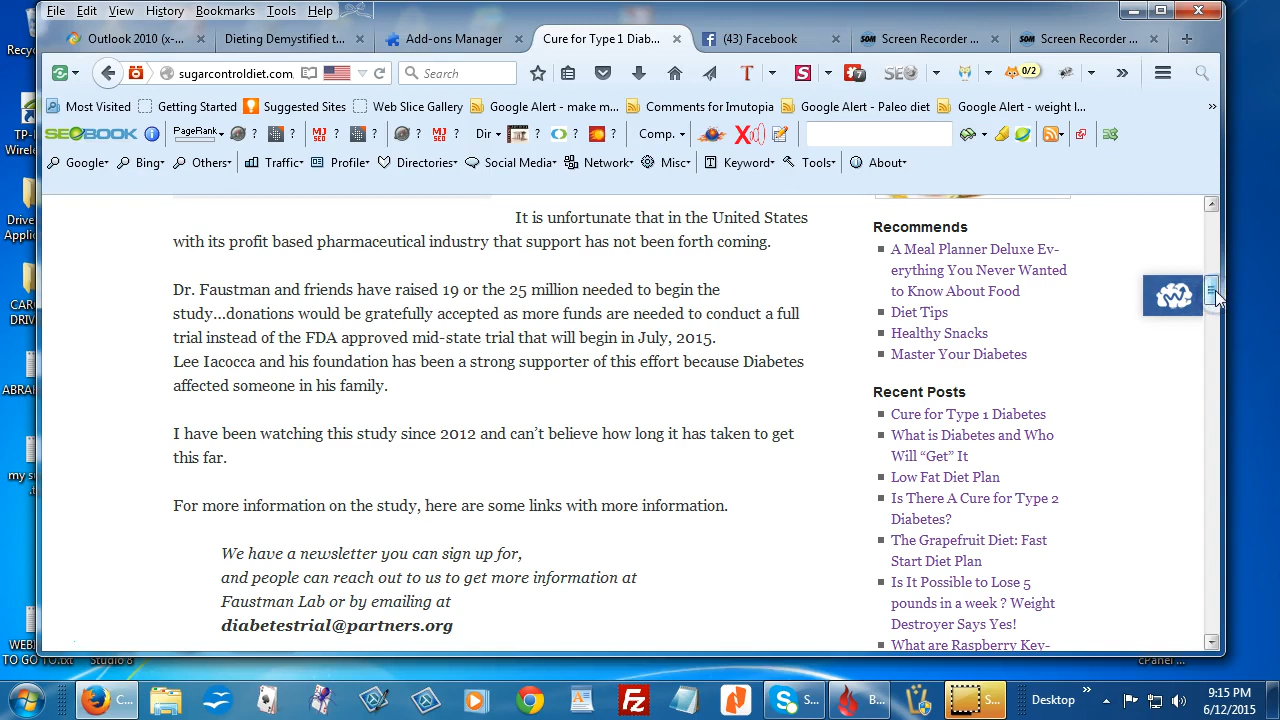 File Edit View History Bookmarks Tools Help
Outlook 2010 (x-... × Dieting Demystified t... × Add-ons Manager × Cure for Type 1 Diab... × (43) Facebook × Screen Recorder ... × Screen Recorder ... ×
sugarcontroldiet.com Search 7 0/2
Most Visited Getting Started Suggested Sites Web Slice Gallery Google Alert - make m... Comments for Imutopia Google Alert - Paleo diet Google Alert - weight l...
SEOBOOK PageRank ? ? ? ? ? ? Dir ? ? ? Comp.
Google Bing Others Traffic Profile Directories Social Media Network Misc Keyword Tools About
It is unfortunate that in the United States
with its profit based pharmaceutical industry that support has not been forth coming.
Dr. Faustman and friends have raised 19 or the 25 million needed to begin the
study...donations would be gratefully accepted as more funds are needed to conduct a full
trial instead of the FDA approved mid-state trial that will begin in July, 2015.
Lee Iacocca and his foundation has been a strong supporter of this effort because Diabetes
affected someone in his family.
I have been watching this study since 2012 and can't believe how long it has taken to get
this far.
For more information on the study, here are some links with more information.
We have a newsletter you can sign up for,
and people can reach out to us to get more information at
Faustman Lab or by emailing at
diabetestrial@partners.org
Recommends
A Meal Planner Deluxe Ev-
erything You Never Wanted
to Know About Food
Diet Tips
Healthy Snacks
Master Your Diabetes
Recent Posts
Cure for Type 1 Diabetes
What is Diabetes and Who
Will "Get" It
Low Fat Diet Plan
Is There A Cure for Type 2
Diabetes?
The Grapefruit Diet: Fast
Start Diet Plan
Is It Possible to Lose 5
pounds in a week ? Weight
Destroyer Says Yes!
What are Raspberry Key-
TO GO TO.txt Studio 8 cPanel ...
C... S... B... S... Desktop 9:15 PM
6/12/2015